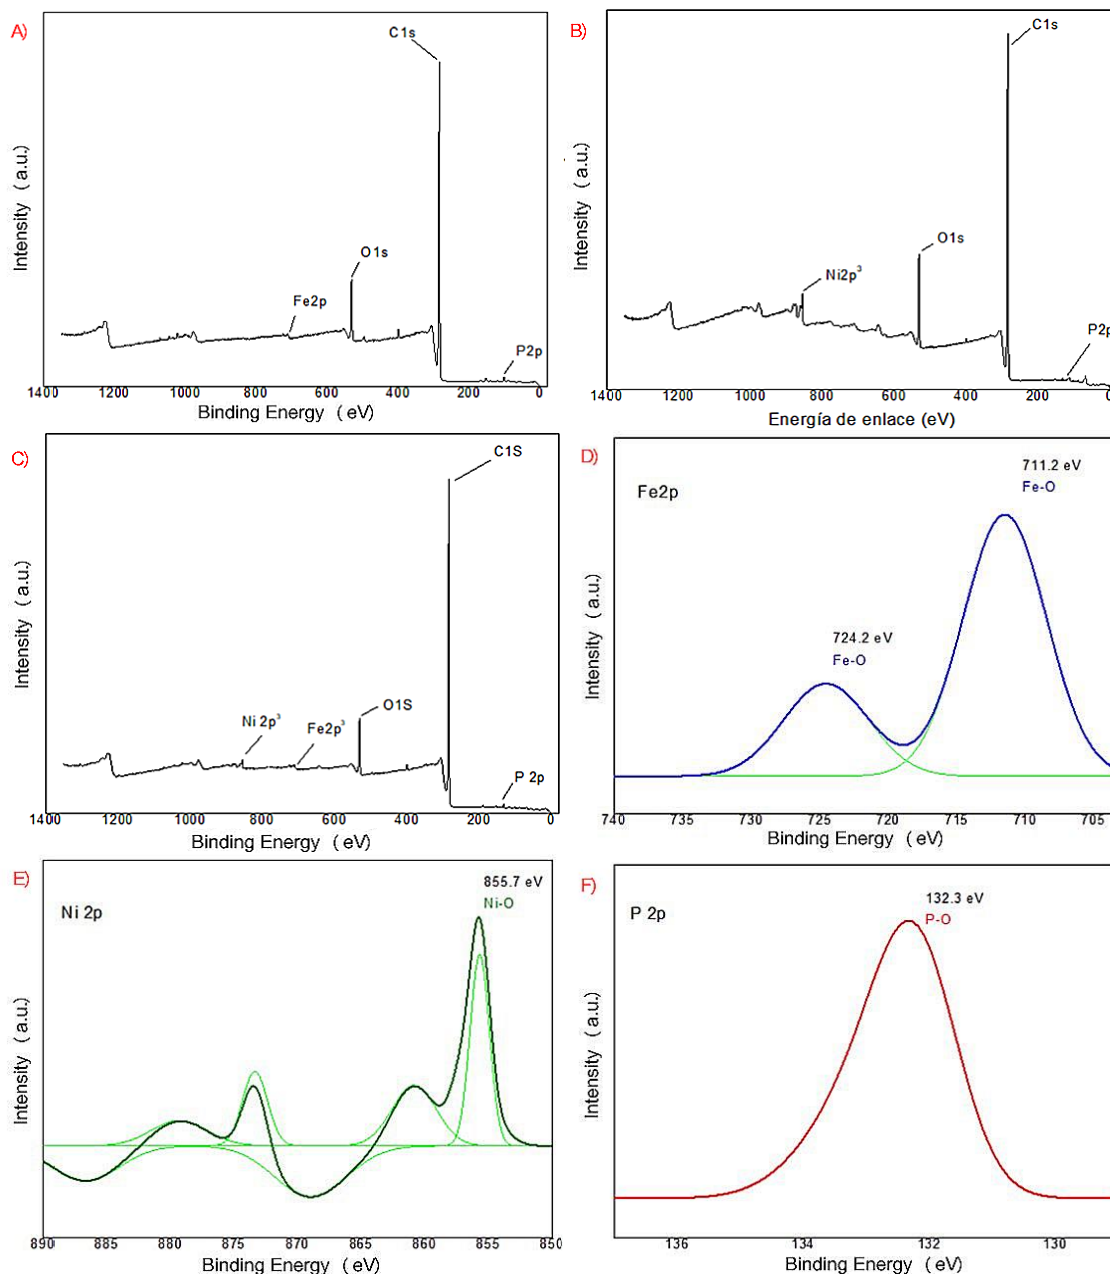 A)
C1s
O1s
Fe2p
P2p
Intensity ( a.u.)
1400 1200 1000 800 600 400 200 0
Binding Energy ( eV)
B)
C1s
O1s
Ni2p³
P2p
Intensity ( a.u.)
1400 1200 1000 800 600 400 200 0
Energía de enlace (eV)
C)
C1S
O1S
Ni 2p³
Fe2p³
P 2p
Intensity ( a.u.)
1400 1200 1000 800 600 400 200 0
Binding Energy ( eV)
D)
Fe2p
711.2 eV
Fe-O
724.2 eV
Fe-O
Intensity ( a.u.)
740 735 730 725 720 715 710 705
Binding Energy ( eV)
E)
Ni 2p
855.7 eV
Ni-O
Intensity ( a.u.)
890 885 880 875 870 865 860 855 850
Binding Energy ( eV)
F)
P 2p
132.3 eV
P-O
Intensity ( a.u.)
136 134 132 130
Binding Energy ( eV)